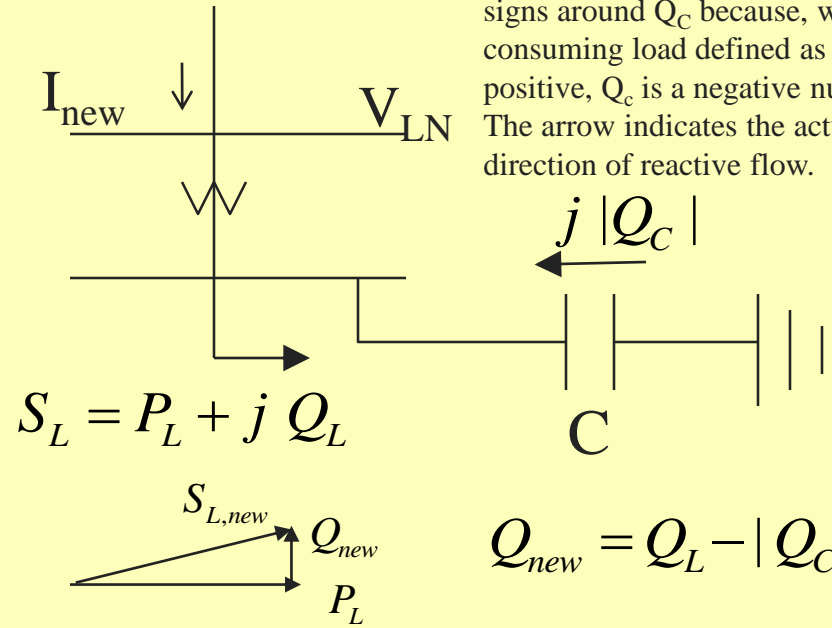 signs around Q_C because, w
consuming load defined as
positive, Q_c is a negative nu
The arrow indicates the act
direction of reactive flow.
I_new
V_LN
j |Q_C |
S_L = P_L + j Q_L
C
S_L,new
Q_new
P_L
Q_new = Q_L − | Q_C